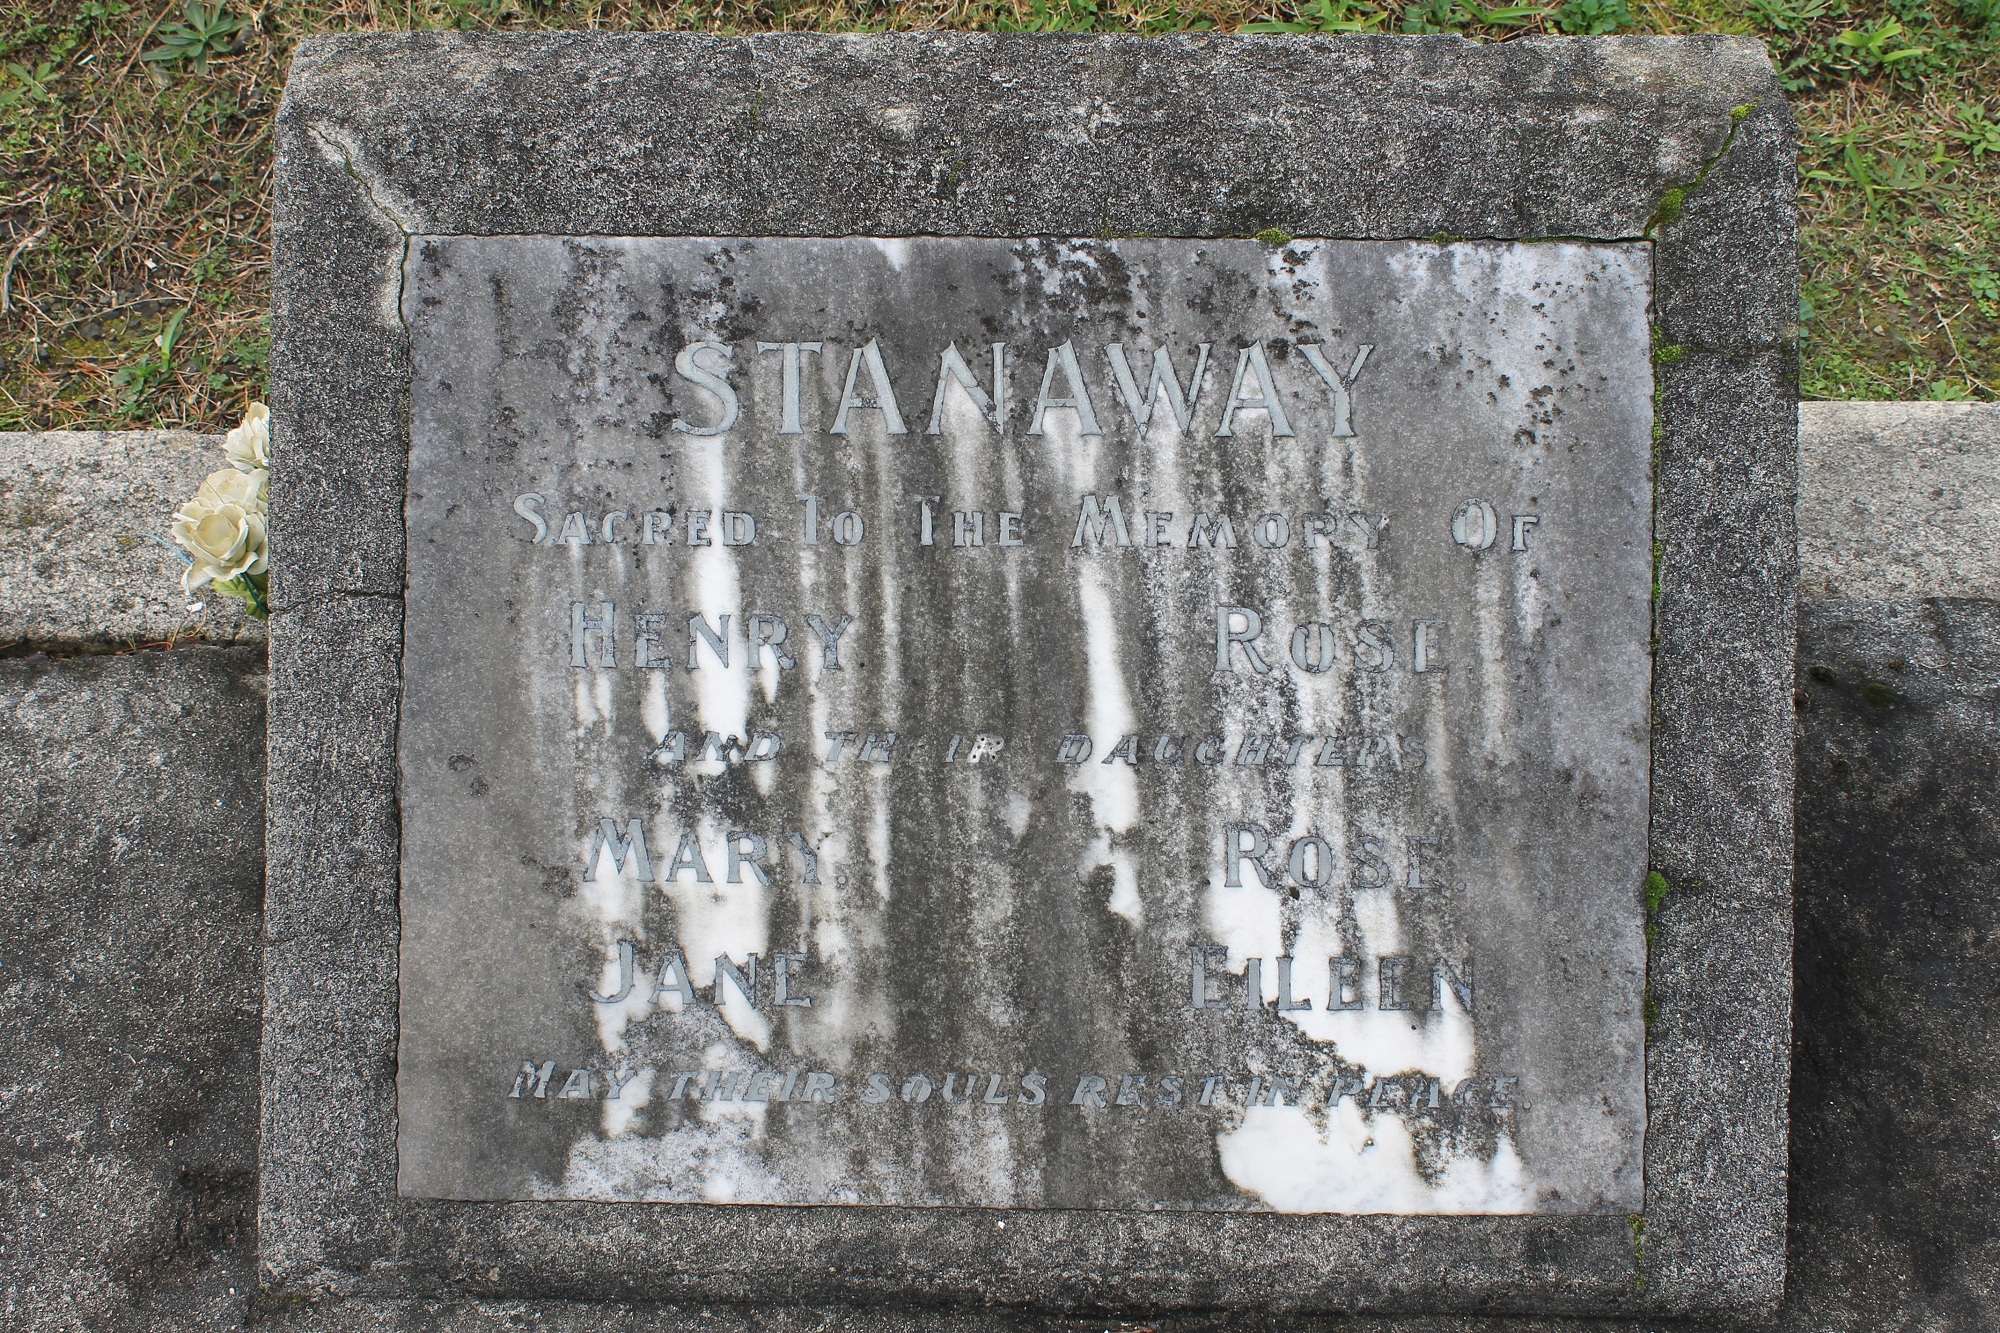 STANAWAY
SACRED TO THE MEMORY OF
HENRY ROSE.
AND THEIR DAUGHTERS
MARY. ROSE.
JANE. EILEEN
MAY THEIR SOULS REST IN PEACE.